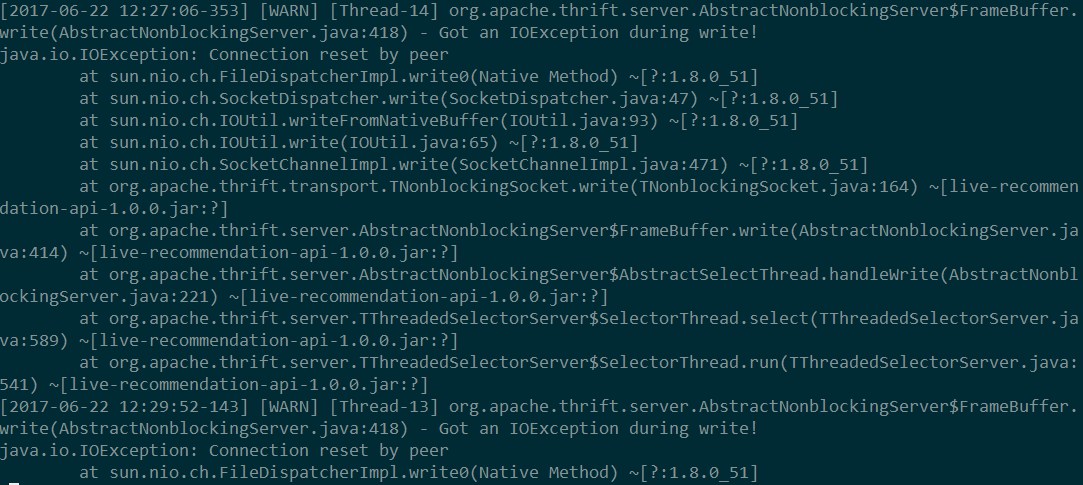 [2017-06-22 12:27:06-353] [WARN] [Thread-14] org.apache.thrift.server.AbstractNonblockingServer$FrameBuffer.
write(AbstractNonblockingServer.java:418) - Got an IOException during write!
java.io.IOException: Connection reset by peer
        at sun.nio.ch.FileDispatcherImpl.write0(Native Method) ~[?:1.8.0_51]
        at sun.nio.ch.SocketDispatcher.write(SocketDispatcher.java:47) ~[?:1.8.0_51]
        at sun.nio.ch.IOUtil.writeFromNativeBuffer(IOUtil.java:93) ~[?:1.8.0_51]
        at sun.nio.ch.IOUtil.write(IOUtil.java:65) ~[?:1.8.0_51]
        at sun.nio.ch.SocketChannelImpl.write(SocketChannelImpl.java:471) ~[?:1.8.0_51]
        at org.apache.thrift.transport.TNonblockingSocket.write(TNonblockingSocket.java:164) ~[live-recommen
dation-api-1.0.0.jar:?]
        at org.apache.thrift.server.AbstractNonblockingServer$FrameBuffer.write(AbstractNonblockingServer.ja
va:414) ~[live-recommendation-api-1.0.0.jar:?]
        at org.apache.thrift.server.AbstractNonblockingServer$AbstractSelectThread.handleWrite(AbstractNonbl
ockingServer.java:221) ~[live-recommendation-api-1.0.0.jar:?]
        at org.apache.thrift.server.TThreadedSelectorServer$SelectorThread.select(TThreadedSelectorServer.ja
va:589) ~[live-recommendation-api-1.0.0.jar:?]
        at org.apache.thrift.server.TThreadedSelectorServer$SelectorThread.run(TThreadedSelectorServer.java:
541) ~[live-recommendation-api-1.0.0.jar:?]
[2017-06-22 12:29:52-143] [WARN] [Thread-13] org.apache.thrift.server.AbstractNonblockingServer$FrameBuffer.
write(AbstractNonblockingServer.java:418) - Got an IOException during write!
java.io.IOException: Connection reset by peer
        at sun.nio.ch.FileDispatcherImpl.write0(Native Method) ~[?:1.8.0_51]